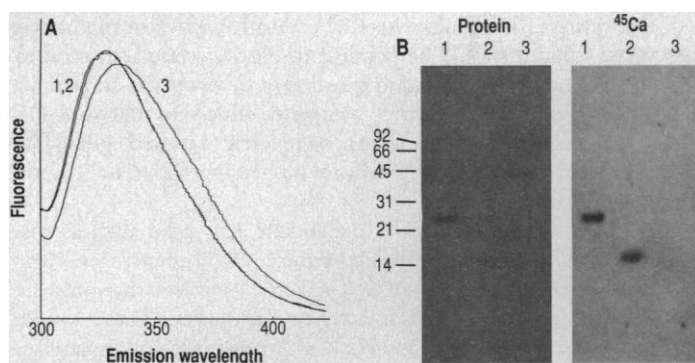 A
1,2
3
Fluorescence
300
350
400
Emission wavelength
B
Protein
1 2 3
⁴⁵Ca
1 2 3
92
66
45
31
21
14